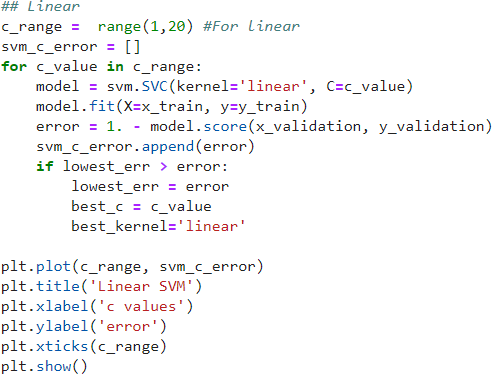 ## Linear
c_range =  range(1,20) #For linear
svm_c_error = []
for c_value in c_range:
    model = svm.SVC(kernel='linear', C=c_value)
    model.fit(X=x_train, y=y_train)
    error = 1. - model.score(x_validation, y_validation)
    svm_c_error.append(error)
    if lowest_err > error:
        lowest_err = error
        best_c = c_value
        best_kernel='linear'

plt.plot(c_range, svm_c_error)
plt.title('Linear SVM')
plt.xlabel('c values')
plt.ylabel('error')
plt.xticks(c_range)
plt.show()